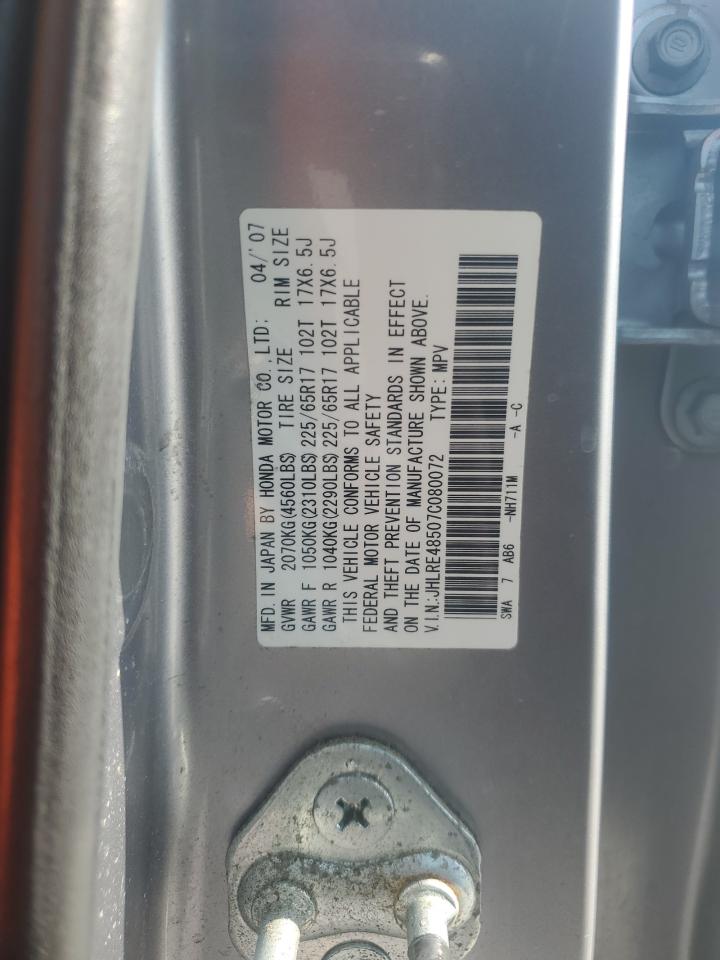 MFD. IN JAPAN BY HONDA MOTOR CO.,LTD; 04/'07
GVWR 2070KG(4560LBS) TIRE SIZE RIM SIZE
GAWR F 1050KG(2310LBS) 225/65R17 102T 17X6.5J
GAWR R 1040KG(2290LBS) 225/65R17 102T 17X6.5J
THIS VEHICLE CONFORMS TO ALL APPLICABLE
FEDERAL MOTOR VEHICLE SAFETY
AND THEFT PREVENTION STANDARDS IN EFFECT
ON THE DATE OF MANUFACTURE SHOWN ABOVE.
V.I.N.:JHLRE48507C080072 TYPE: MPV
SWA 7 AB6 -NH711M -A -C
10